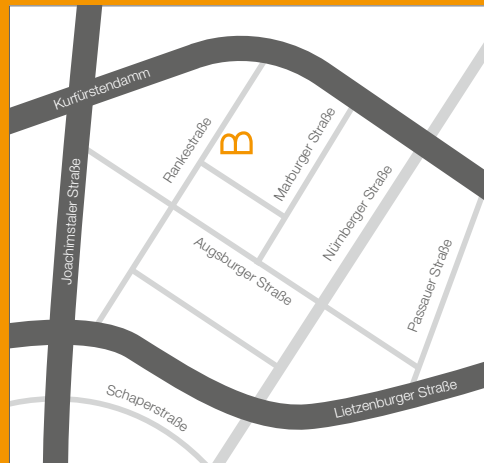 Kurfürstendamm
Rankestraße
B
Marburger Straße
Joachimstaler Straße
Nürnberger Straße
Augsburger Straße
Passauer Straße
Schaperstraße
Lietzenburger Straße